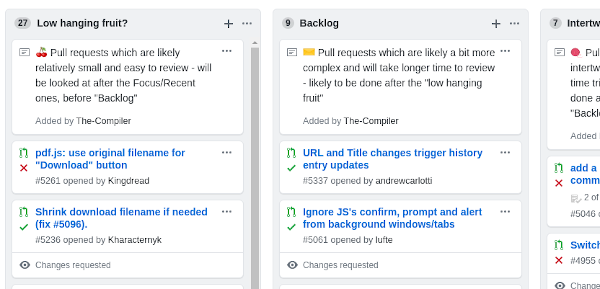 27 Low hanging fruit?
🍒 Pull requests which are likely
relatively small and easy to review - will
be looked at after the Focus/Recent
ones, before "Backlog"
Added by The-Compiler
pdf.js: use original filename for
"Download" button
#5261 opened by Kingdread
Shrink download filename if needed
(fix #5096).
#5236 opened by Kharacternyk
Changes requested
9 Backlog
Pull requests which are likely a bit more
complex and will take longer time to review
- likely to be done after the "low hanging
fruit"
Added by The-Compiler
URL and Title changes trigger history
entry updates
#5337 opened by andrewcarlotti
Ignore JS's confirm, prompt and alert
from background windows/tabs
#5061 opened by lufte
Changes requested
7 Intertw
Pull
intertw
time tri
done a
"Backlo
Added
add a
comm
2 of
#5046
Switch
#4955
Change